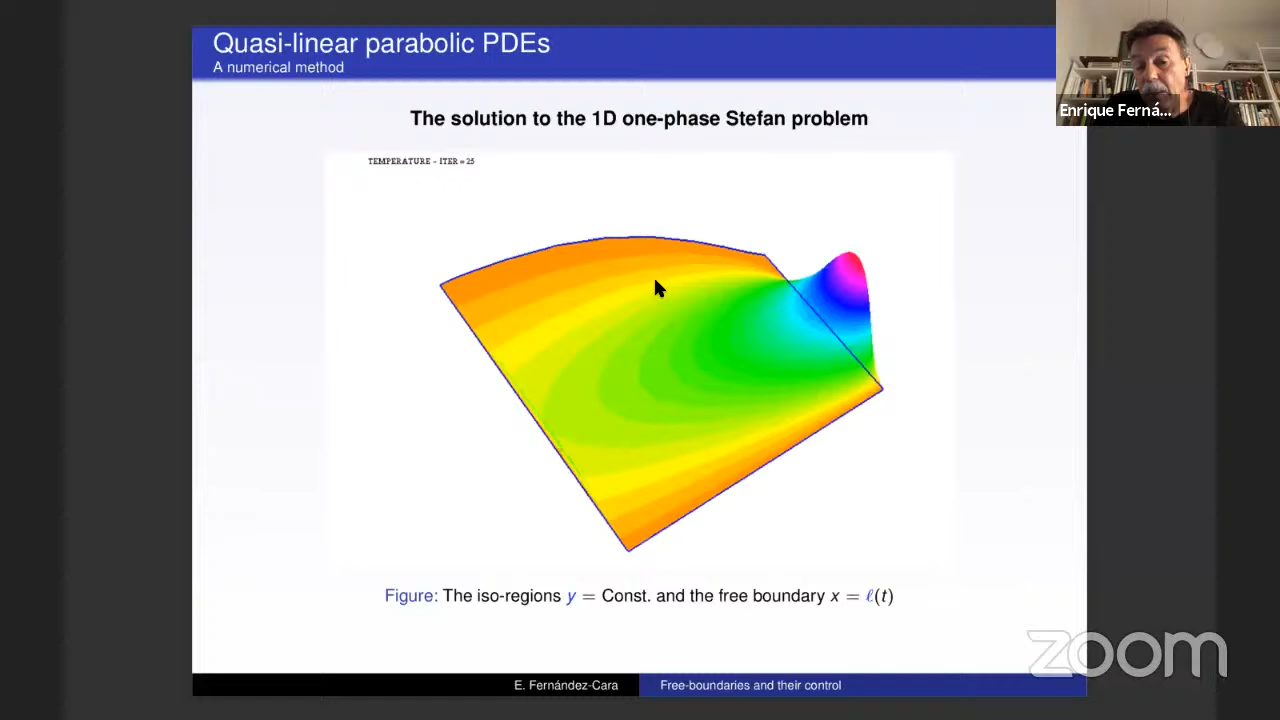 Quasi-linear parabolic PDEs
A numerical method
Enrique Ferná...
The solution to the 1D one-phase Stefan problem
TEMPERATURE - ITER = 25
Figure: The iso-regions y = Const. and the free boundary x = ℓ(t)
zoom
E. Fernández-Cara
Free-boundaries and their control